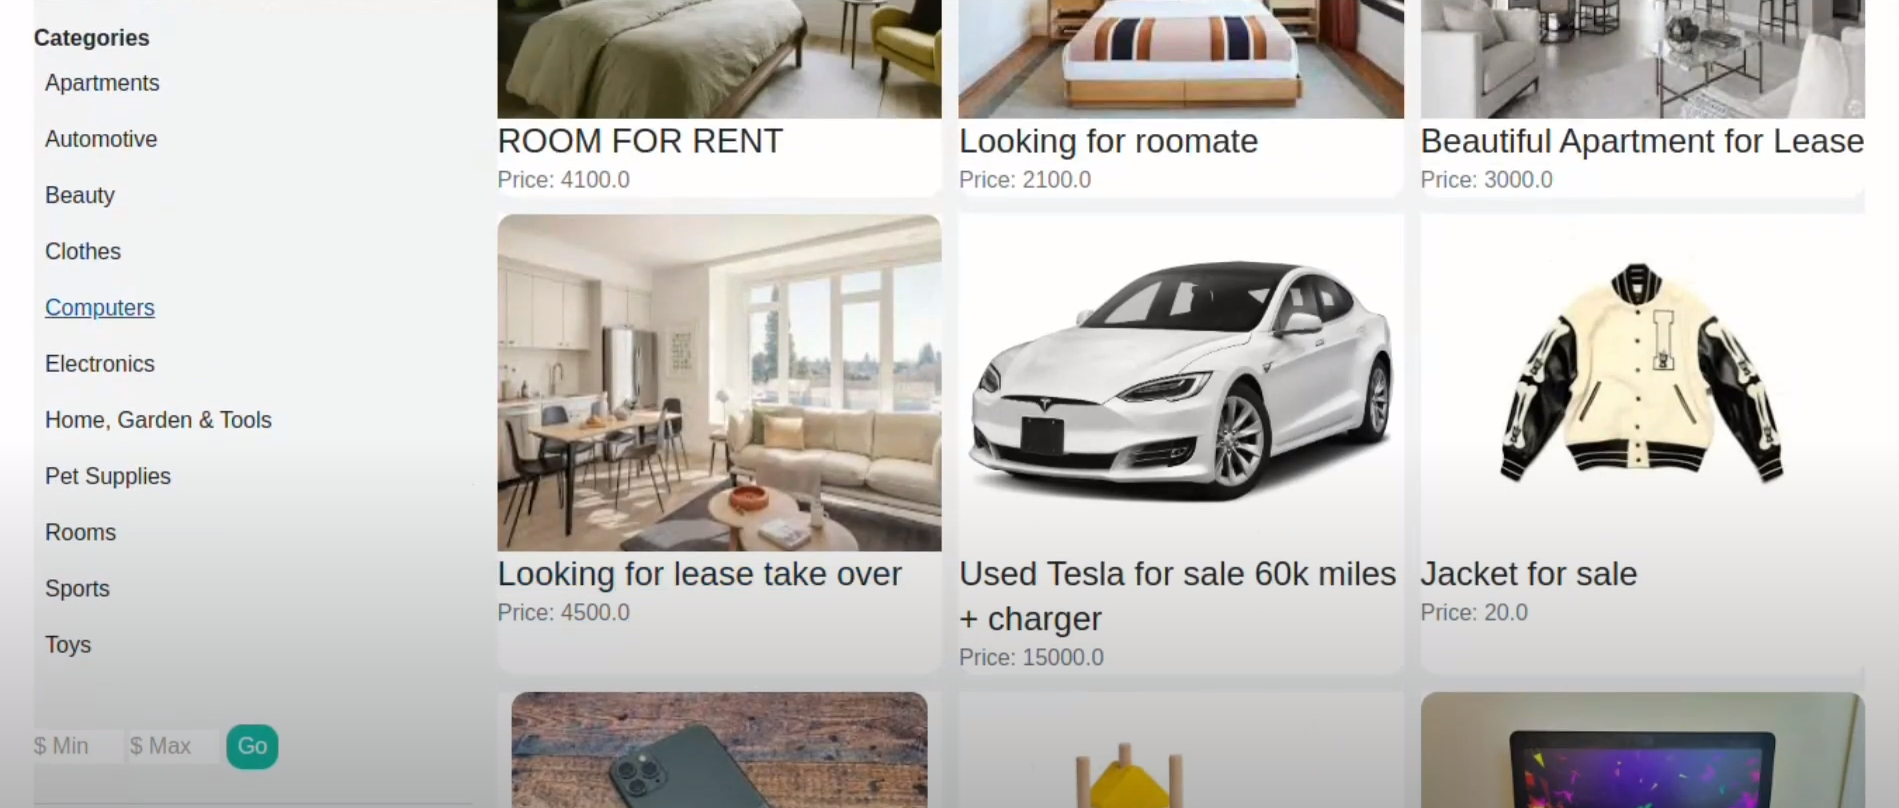 Categories
Apartments
Automotive
Beauty
Clothes
Computers
Electronics
Home, Garden & Tools
Pet Supplies
Rooms
Sports
Toys
$ Min
$ Max
Go
ROOM FOR RENT
Price: 4100.0
Looking for roomate
Price: 2100.0
Beautiful Apartment for Lease
Price: 3000.0
Looking for lease take over
Price: 4500.0
Used Tesla for sale 60k miles
+ charger
Price: 15000.0
Jacket for sale
Price: 20.0